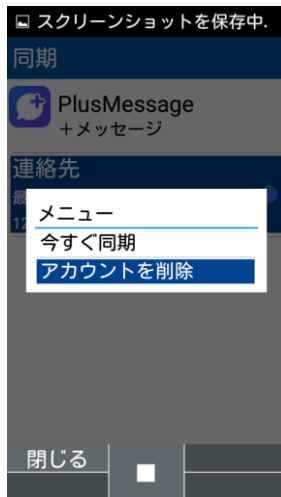 スクリーンショットを保存中.
同期
PlusMessage
＋メッセージ
連絡先
最
12
メニュー
今すぐ同期
アカウントを削除
閉じる